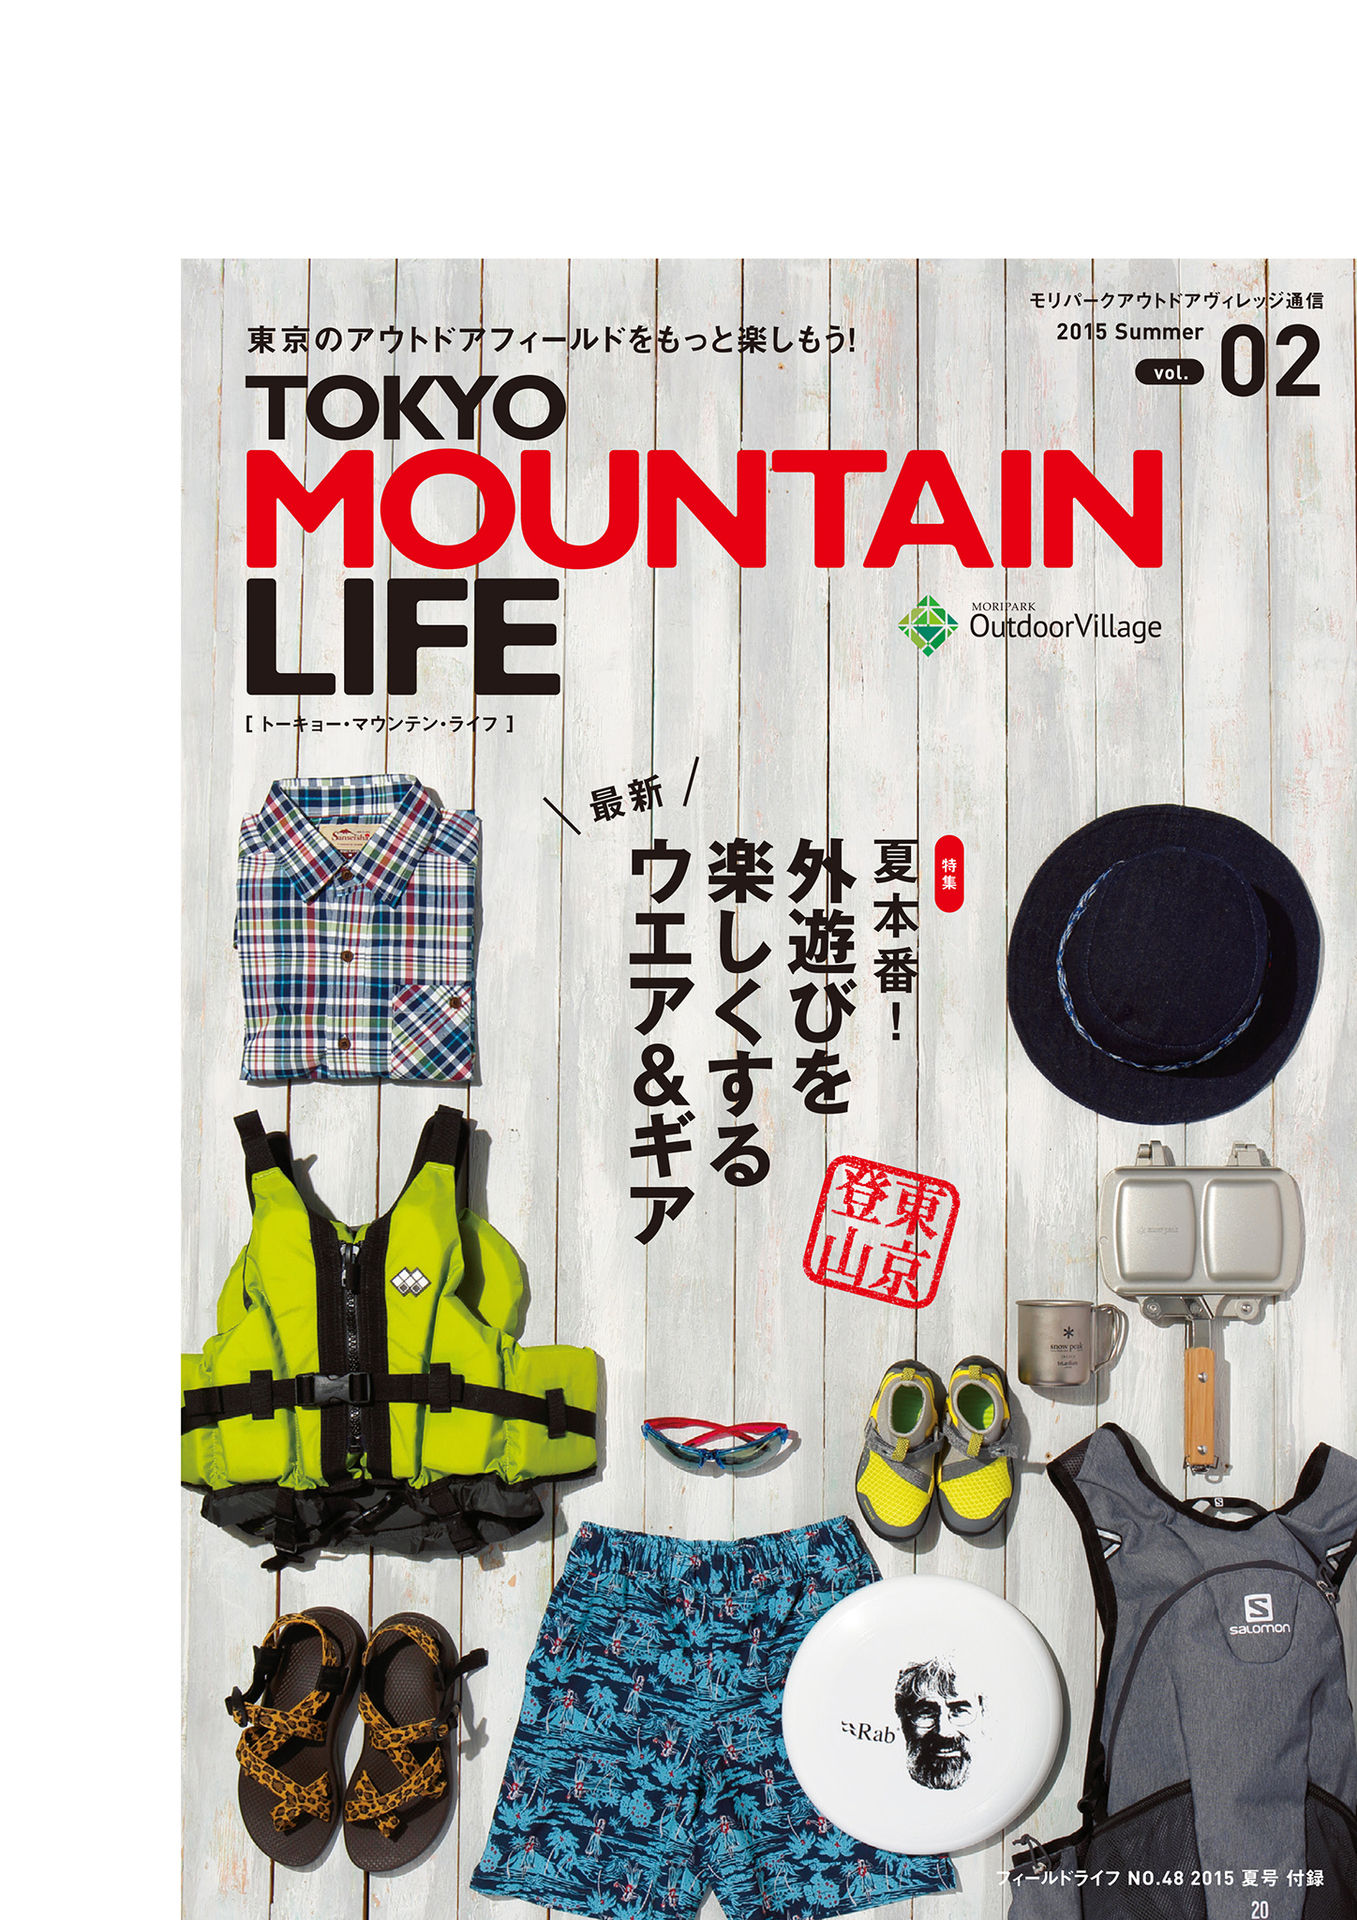 モリパークアウトドアヴィレッジ通信
2015 Summer
vol. 02
東京のアウトドアフィールドをもっと楽しもう!
TOKYO
MOUNTAIN
LIFE
MORIPARK
OutdoorVillage
[ トーキョー・マウンテン・ライフ ]
特集
夏本番!
外遊びを
楽しくする
最新
ウエア&ギア
東京
登山
snow peak
titanium
SALOMON
Rab
フィールドライフ NO.48 2015 夏号 付録
20